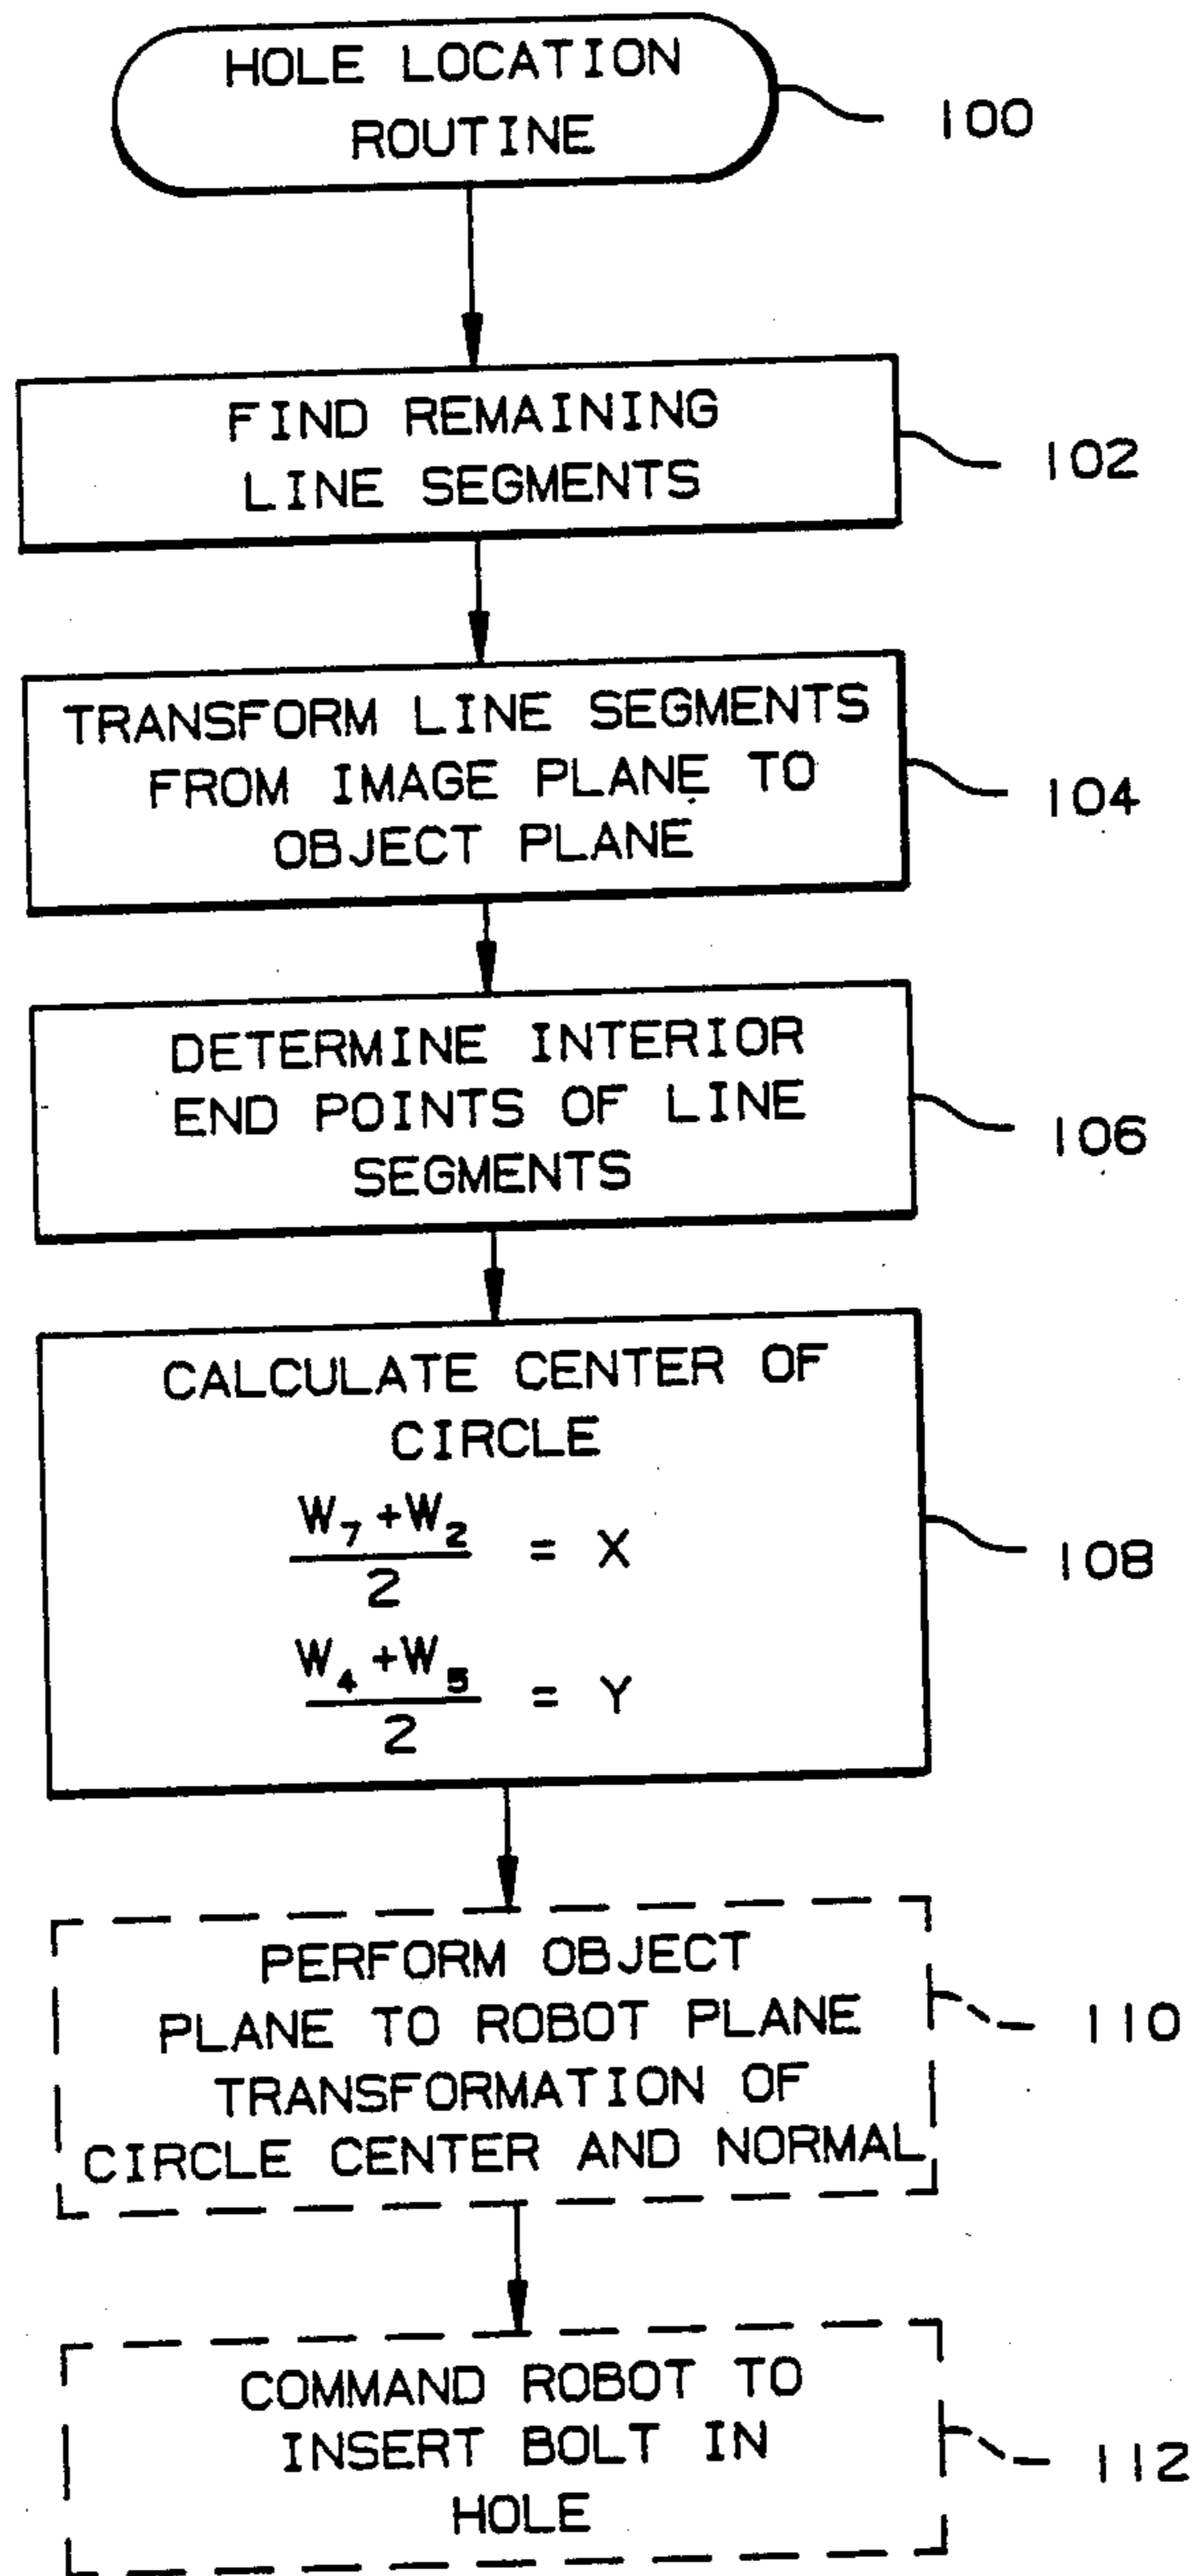 HOLE LOCATION
ROUTINE
100
FIND REMAINING
LINE SEGMENTS
102
TRANSFORM LINE SEGMENTS
FROM IMAGE PLANE TO
OBJECT PLANE
104
DETERMINE INTERIOR
END POINTS OF LINE
SEGMENTS
106
CALCULATE CENTER OF
CIRCLE
W₇ + W₂
2
= X
W₄ + W₅
2
= Y
108
PERFORM OBJECT
PLANE TO ROBOT PLANE
TRANSFORMATION OF
CIRCLE CENTER AND NORMAL
110
COMMAND ROBOT TO
INSERT BOLT IN
HOLE
112